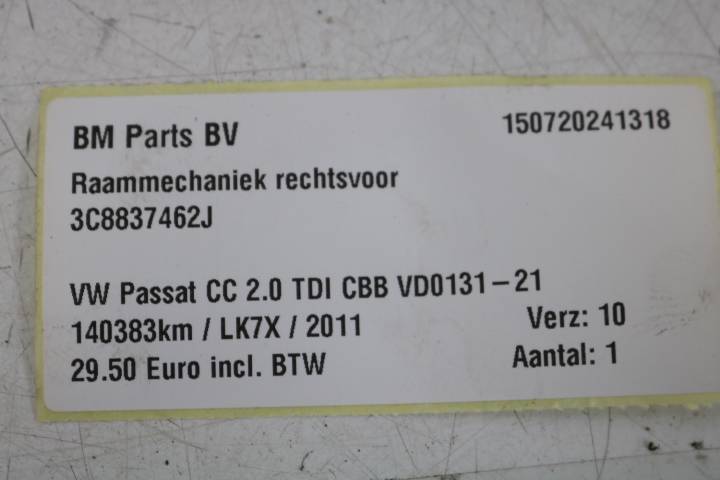 BM Parts BV 150720241318
Raammechaniek rechtsvoor
3C8837462J
VW Passat CC 2.0 TDI CBB VD0131-21
140383km / LK7X / 2011 Verz: 10
29.50 Euro incl. BTW Aantal: 1